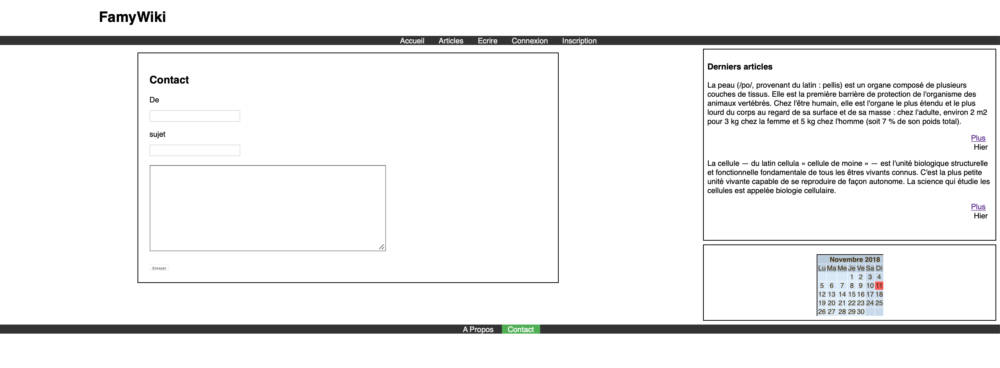 FamyWiki
Accueil Articles Ecrire Connexion Inscription
Contact
De
sujet
Envoyer
Derniers articles
La peau (/po/, provenant du latin : pellis) est un organe composé de plusieurs
couches de tissus. Elle est la première barrière de protection de l'organisme des
animaux vertébrés. Chez l'être humain, elle est l'organe le plus étendu et le plus
lourd du corps au regard de sa surface et de sa masse : chez l'adulte, environ 2 m2
pour 3 kg chez la femme et 5 kg chez l'homme (soit 7 % de son poids total).
Plus
Hier
La cellule — du latin cellula « cellule de moine » — est l'unité biologique structurelle
et fonctionnelle fondamentale de tous les êtres vivants connus. C'est la plus petite
unité vivante capable de se reproduire de façon autonome. La science qui étudie les
cellules est appelée biologie cellulaire.
Plus
Hier
Novembre 2018
Lu Ma Me Je Ve Sa Di
1 2 3 4
5 6 7 8 9 10 11
12 13 14 15 16 17 18
19 20 21 22 23 24 25
26 27 28 29 30
A Propos Contact